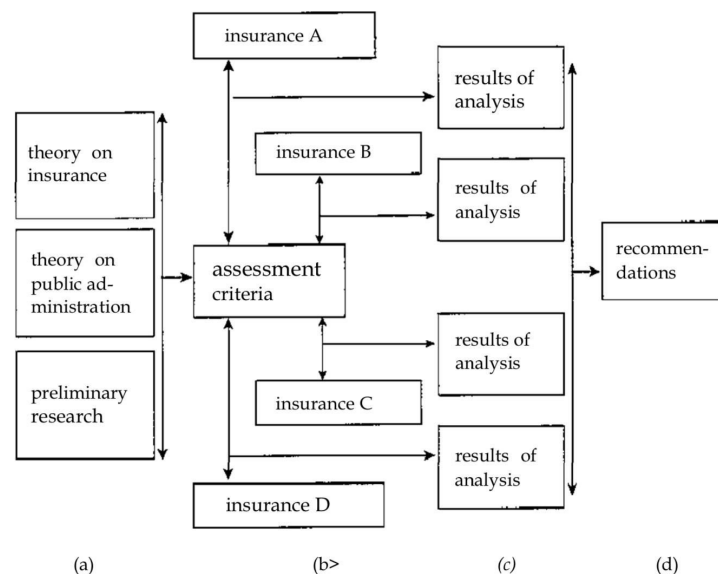 insurance A
results of
analysis
insurance B
theory on
insurance
results of
analysis
theory on
public ad-
ministration
assessment
criteria
recommen-
dations
results of
analysis
preliminary
research
insurance C
results of
analysis
insurance D
(a)
(b>
(c)
(d)